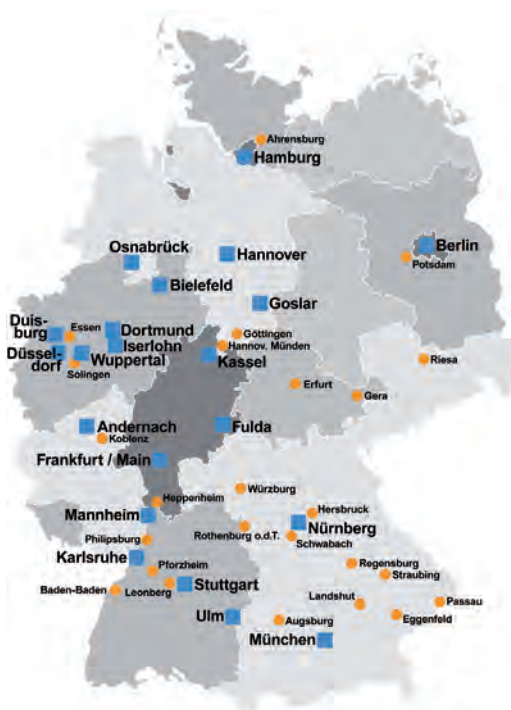 Ahrensburg
Hamburg
Berlin
Potsdam
Osnabrück
Hannover
Bielefeld
Goslar
Duis-
burg
Essen
Dortmund
Iserlohn
Göttingen
Hannov. Münden
Düssel-
dorf
Wuppertal
Kassel
Riesa
Solingen
Erfurt
Gera
Andernach
Koblenz
Fulda
Frankfurt / Main
Würzburg
Heppenheim
Hersbruck
Mannheim
Nürnberg
Rothenburg o.d.T.
Schwabach
Philipsburg
Karlsruhe
Pforzheim
Regensburg
Straubing
Baden-Baden
Leonberg
Stuttgart
Landshut
Passau
Ulm
Augsburg
Eggenfeld
München